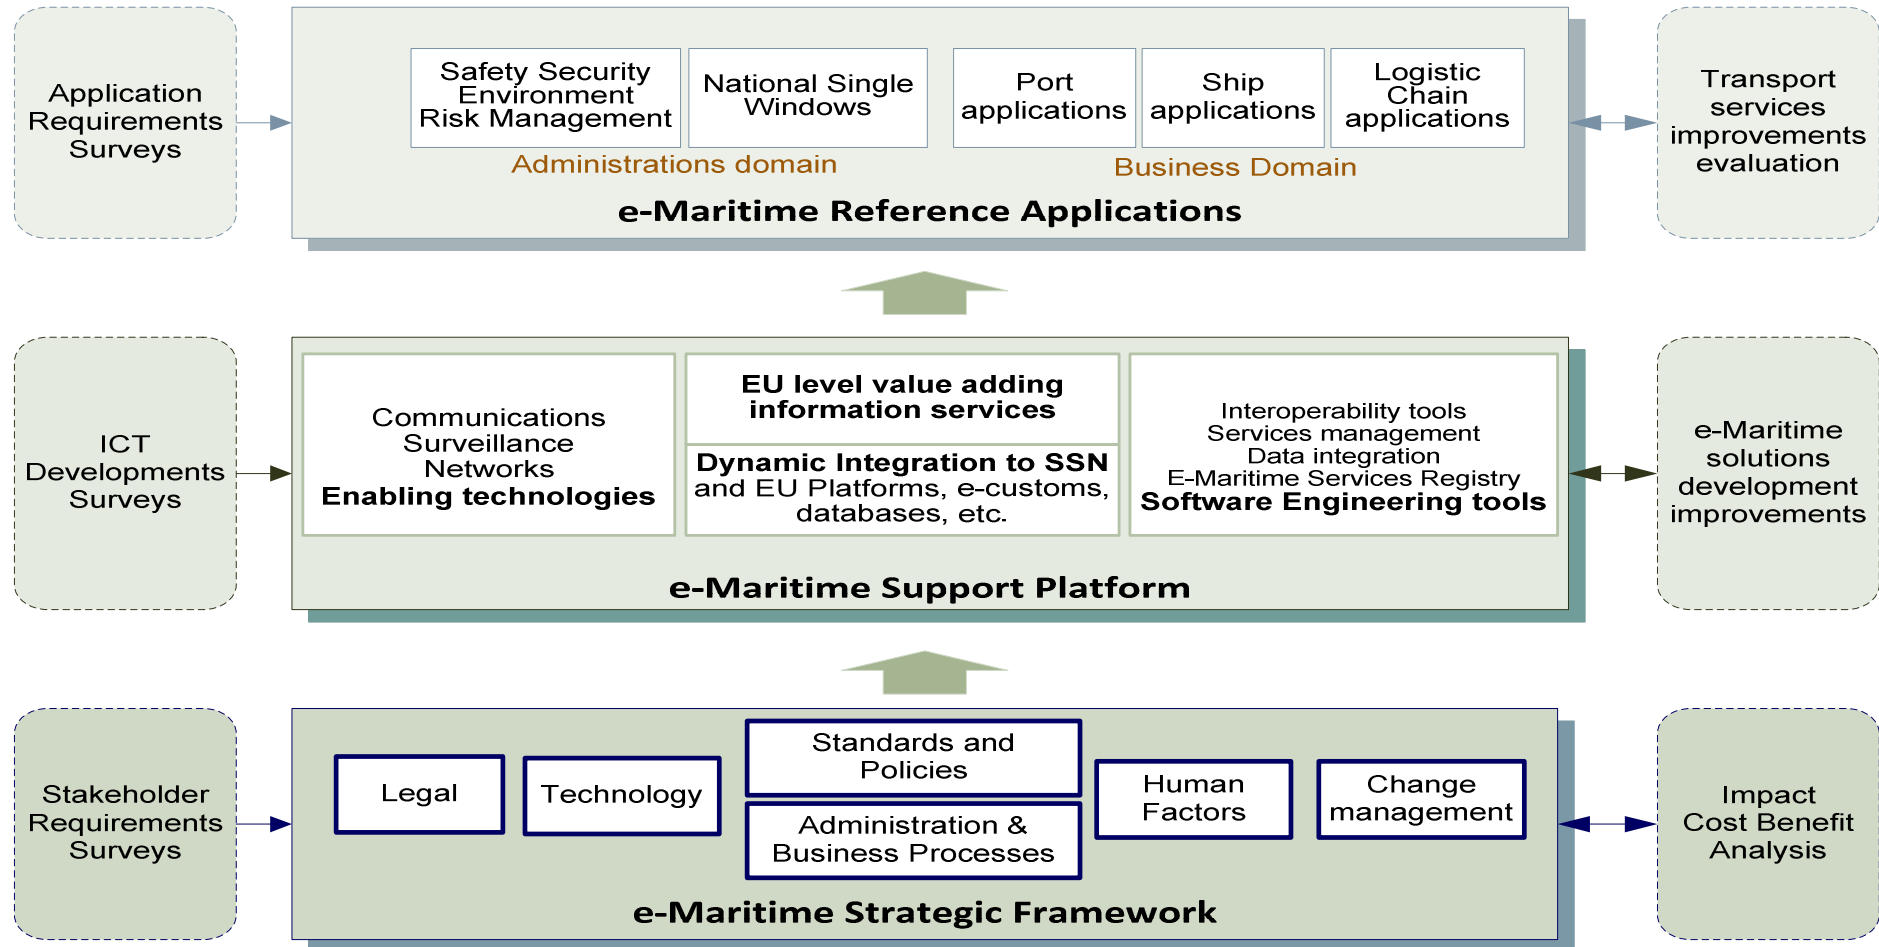 Application
Requirements
Surveys
Safety Security
Environment
Risk Management
National Single
Windows
Port
applications
Ship
applications
Logistic
Chain
applications
Administrations domain
Business Domain
e-Maritime Reference Applications
Transport
services
improvements
evaluation
ICT
Developments
Surveys
Communications
Surveillance
Networks
Enabling technologies
EU level value adding
information services
Dynamic Integration to SSN
and EU Platforms, e-customs,
databases, etc.
Interoperability tools
Services management
Data integration
E-Maritime Services Registry
Software Engineering tools
e-Maritime Support Platform
e-Maritime
solutions
development
improvements
Stakeholder
Requirements
Surveys
Legal
Technology
Standards and
Policies
Administration &
Business Processes
Human
Factors
Change
management
e-Maritime Strategic Framework
Impact
Cost Benefit
Analysis